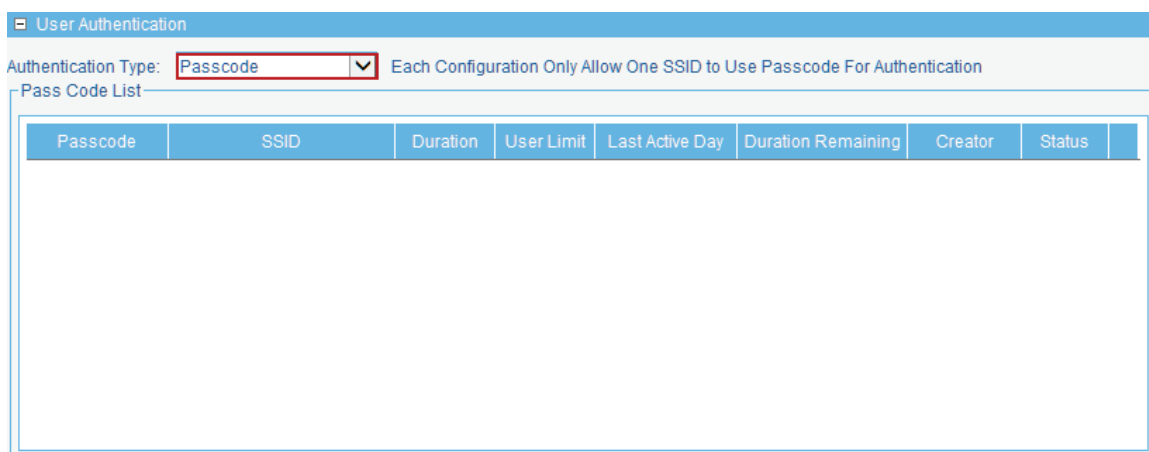 User Authentication
Authentication Type: Passcode Each Configuration Only Allow One SSID to Use Passcode For Authentication
Pass Code List
Passcode SSID Duration User Limit Last Active Day Duration Remaining Creator Status